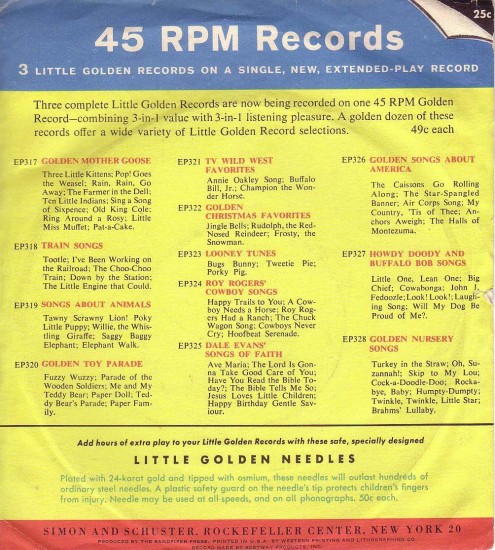 25c
45 RPM Records
3 LITTLE GOLDEN RECORDS ON A SINGLE, NEW, EXTENDED-PLAY RECORD
Three complete Little Golden Records are now being recorded on one 45 RPM Golden
Record—combining 3-in-1 value with 3-in-1 listening pleasure. A golden dozen of these
records offer a wide variety of Little Golden Record selections. 49c each
EP317 GOLDEN MOTHER GOOSE
Three Little Kittens; Pop! Goes
the Weasel; Rain, Rain, Go
Away; The Farmer in the Dell;
Ten Little Indians; Sing a Song
of Sixpence; Old King Cole;
Ring Around a Rosy; Little
Miss Muffet; Pat-a-Cake.
EP318 TRAIN SONGS
Tootle; I've Been Working on
the Railroad; The Choo-Choo
Train; Down by the Station;
The Little Engine that Could.
EP319 SONGS ABOUT ANIMALS
Tawny Scrawny Lion! Poky
Little Puppy; Willie, the Whis-
tling Giraffe; Saggy Baggy
Elephant; Elephant Walk.
EP320 GOLDEN TOY PARADE
Fuzzy Wuzzy; Parade of the
Wooden Soldiers; Me and My
Teddy Bear; Paper Doll; Ted-
dy Bear's Parade; Paper Fam-
ily.
EP321 TV WILD WEST
FAVORITES
Annie Oakley Song; Buffalo
Bill, Jr.; Champion the Won-
der Horse.
EP322 GOLDEN
CHRISTMAS FAVORITES
Jingle Bells; Rudolph, the Red-
Nosed Reindeer; Frosty, the
Snowman.
EP323 LOONEY TUNES
Bugs Bunny; Tweetie Pie;
Porky Pig.
EP324 ROY ROGERS'
COWBOY SONGS
Happy Trails to You; A Cow-
boy Needs a Horse; Roy Rog-
ers Had a Ranch; The Chuck
Wagon Song; Cowboys Never
Cry; Hoofbeat Serenade.
EP325 DALE EVANS'
SONGS OF FAITH
Ave Maria; The Lord Is Gon-
na Take Good Care of You;
Have You Read the Bible To-
day?; The Bible Tells Me So;
Jesus Loves Little Children;
Happy Birthday Gentle Sav-
iour.
EP326 GOLDEN SONGS ABOUT
AMERICA
The Caissons Go Rolling
Along; The Star-Spangled
Banner; Air Corps Song; My
Country, 'Tis of Thee; An-
chors Aweigh; The Halls of
Montezuma.
EP327 HOWDY DOODY AND
BUFFALO BOB SONGS
Little One, Lean One; Big
Chief; Cowabonga; John J.
Fedoozle; Look! Look!; Laugh-
ing Song; Will My Dog Be
Proud of Me?.
EP328 GOLDEN NURSERY
SONGS
Turkey in the Straw; Oh, Su-
zannah!; Skip to My Lou;
Cock-a-Doodle-Doo; Rocka-
bye, Baby; Humpty-Dumpty;
Twinkle, Twinkle, Little Star;
Brahms' Lullaby.
Add hours of extra play to your Little Golden Records with these safe, specially designed
LITTLE GOLDEN NEEDLES
Plated with 24-karat gold and tipped with osmium, these needles will outlast hundreds of
ordinary steel needles. A plastic safety guard on the needle's tip protects children's fingers
from injury. Needle may be used at all speeds, and on all phonographs. 50c each.
SIMON AND SCHUSTER, ROCKEFELLER CENTER, NEW YORK 20
PRODUCED BY THE SANDPIPER PRESS. PRINTED IN U.S.A. BY WESTERN PRINTING AND LITHOGRAPHING CO.
RECORD MADE BY BESTWAY PRODUCTS, INC.